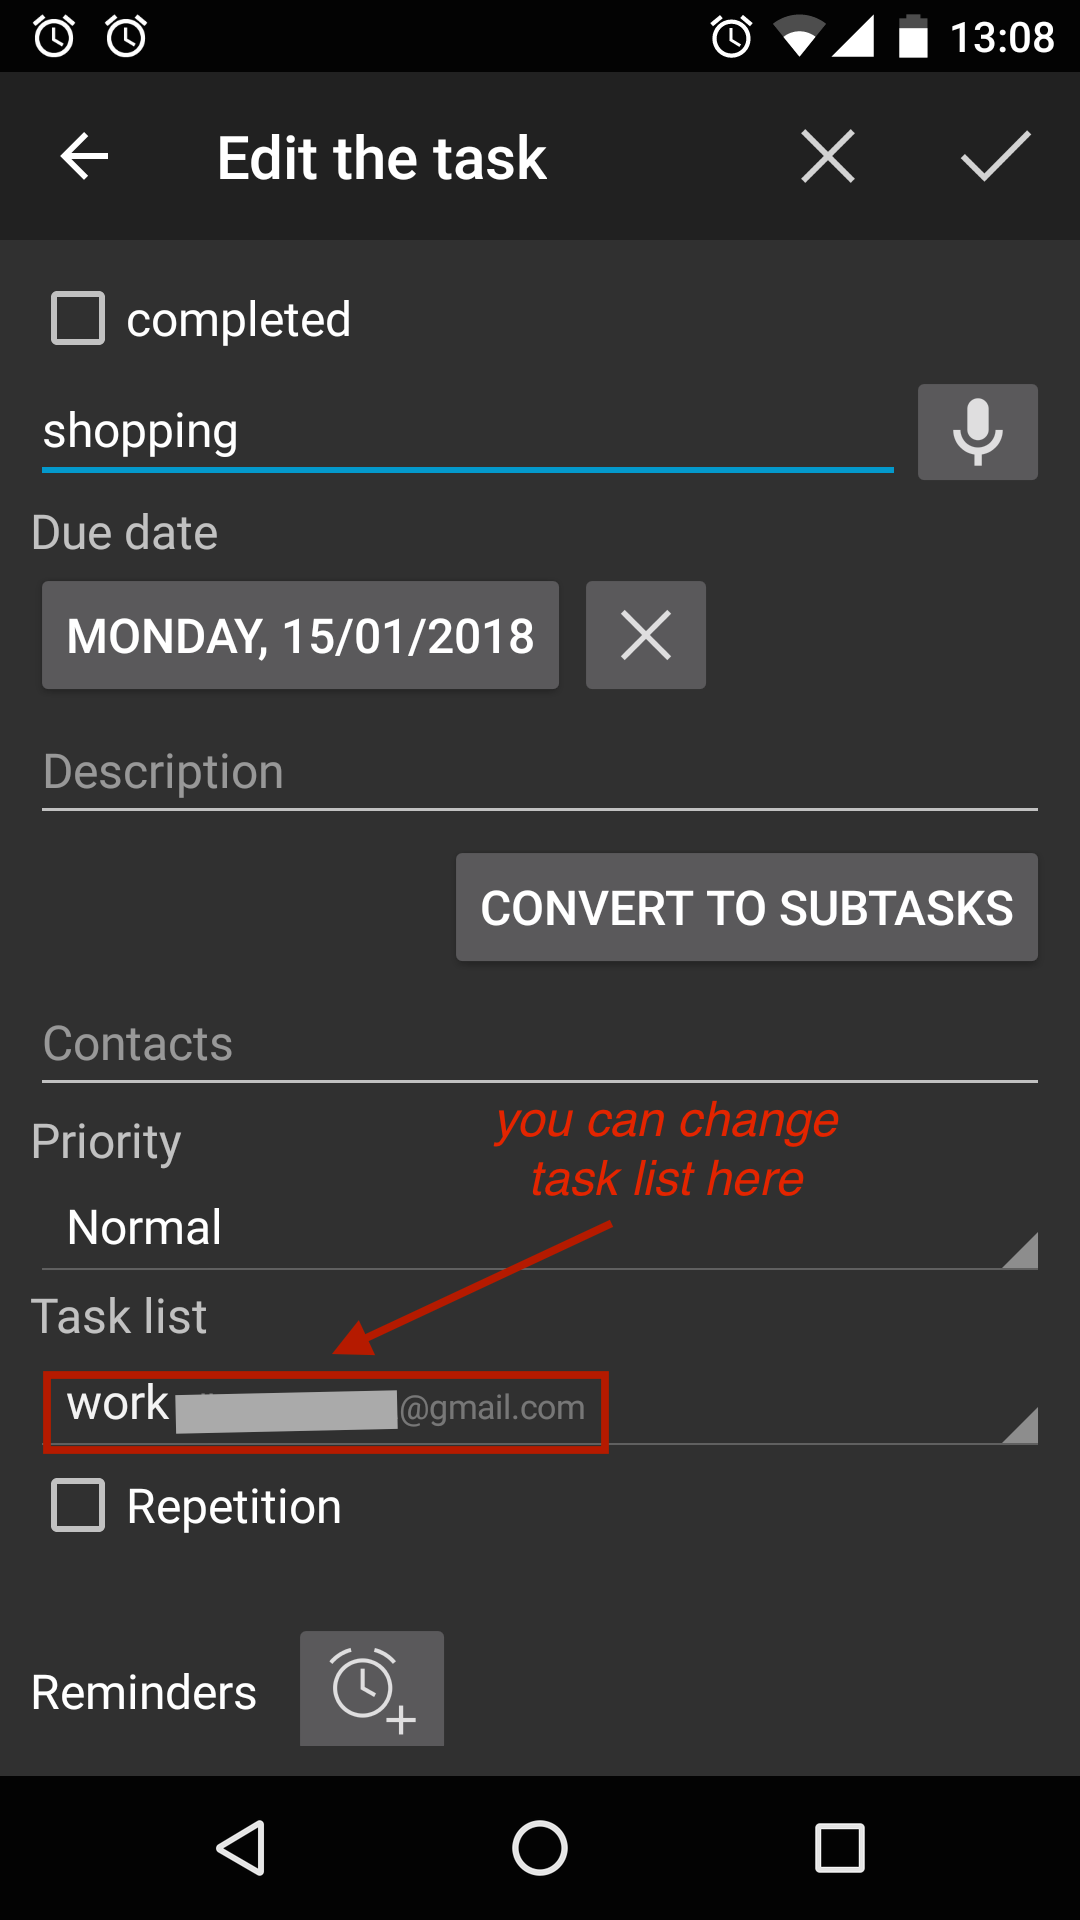 13:08
Edit the task
completed
shopping
Due date
MONDAY, 15/01/2018
Description
CONVERT TO SUBTASKS
Contacts
you can change
task list here
Priority
Normal
Task list
work @gmail.com
Repetition
Reminders